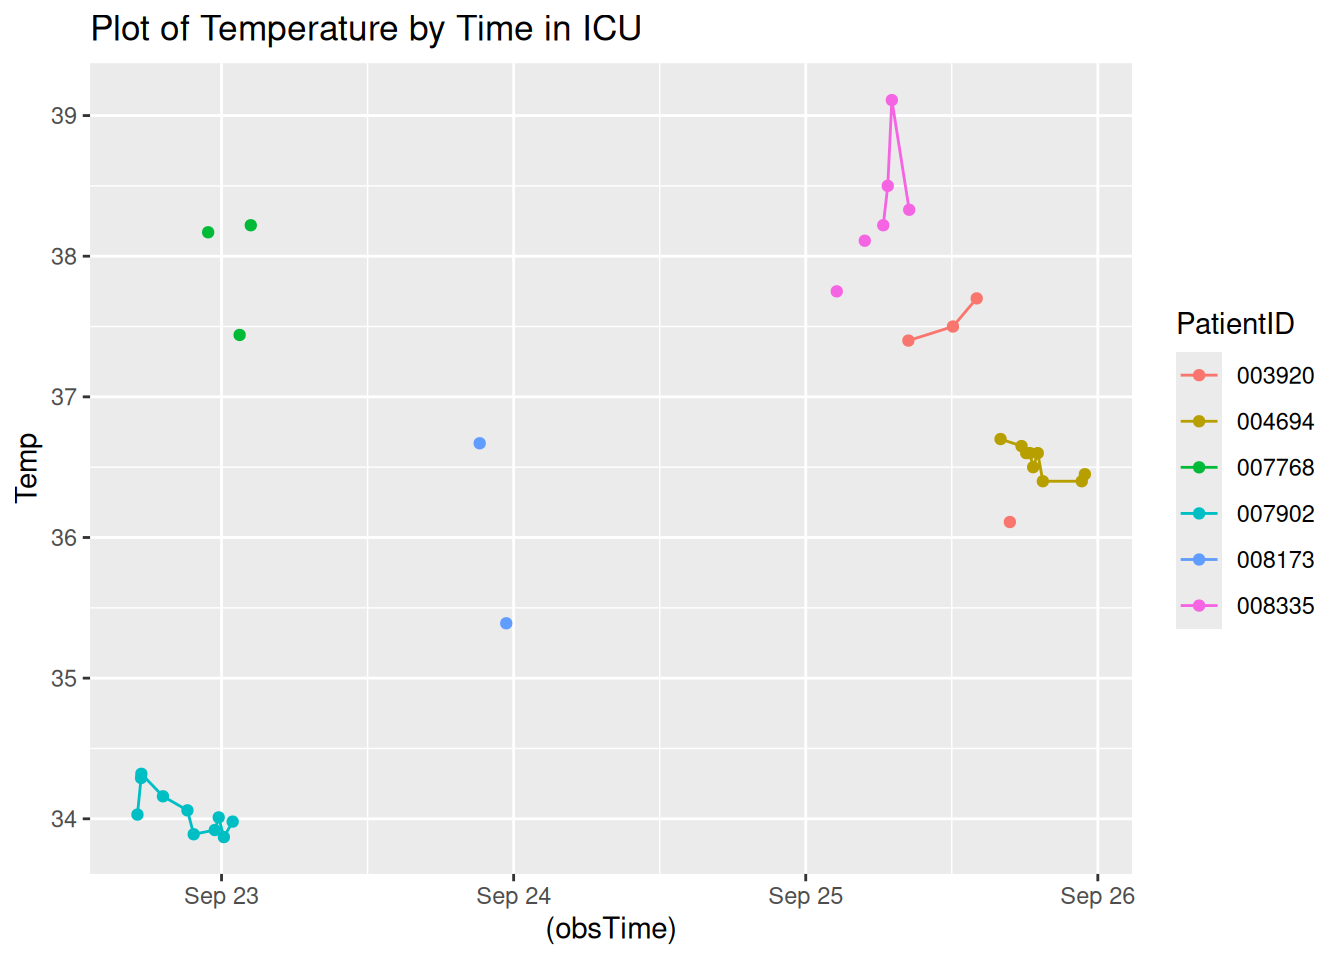 Plot of Temperature by Time in ICU
Temp
39
38
37
36
35
34
Sep 23
Sep 24
Sep 25
Sep 26
(obsTime)
PatientID
003920
004694
007768
007902
008173
008335